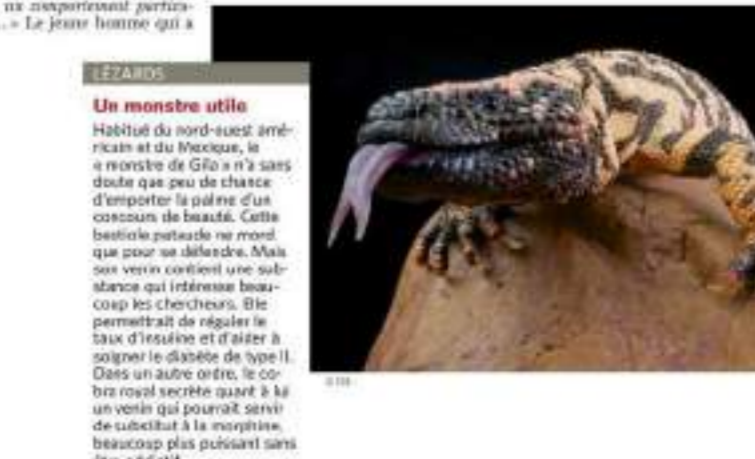 un comportement particu-
. » Le jeune homme qui a
LÉZARDS
Un monstre utile
Habitué du nord-ouest amé-
ricain et du Mexique, le
« monstre de Gila » n'a sans
doute que peu de chance
d'emporter la palme d'un
concours de beauté. Cette
bestiole pataude ne mord
que pour se défendre. Mais
son venin contient une sub-
stance qui intéresse beau-
coup les chercheurs. Elle
permettrait de réguler le
taux d'insuline et d'aider à
soigner le diabète de type II.
Dans un autre ordre, le co-
bra royal secrète quant à lui
un venin qui pourrait servir
de substitut à la morphine,
beaucoup plus puissant sans